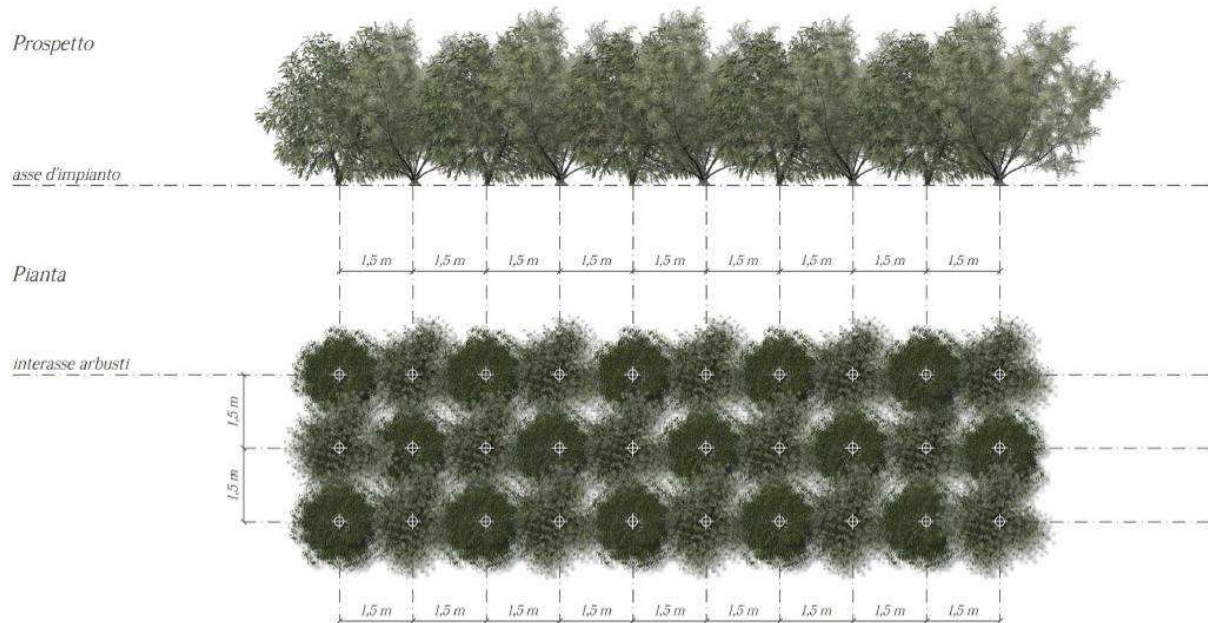 Prospetto
asse d'impianto
1,5 m 1,5 m 1,5 m 1,5 m 1,5 m 1,5 m 1,5 m 1,5 m 1,5 m
Pianta
interasse arbusti
1,5 m
1,5 m
1,5 m 1,5 m 1,5 m 1,5 m 1,5 m 1,5 m 1,5 m 1,5 m 1,5 m